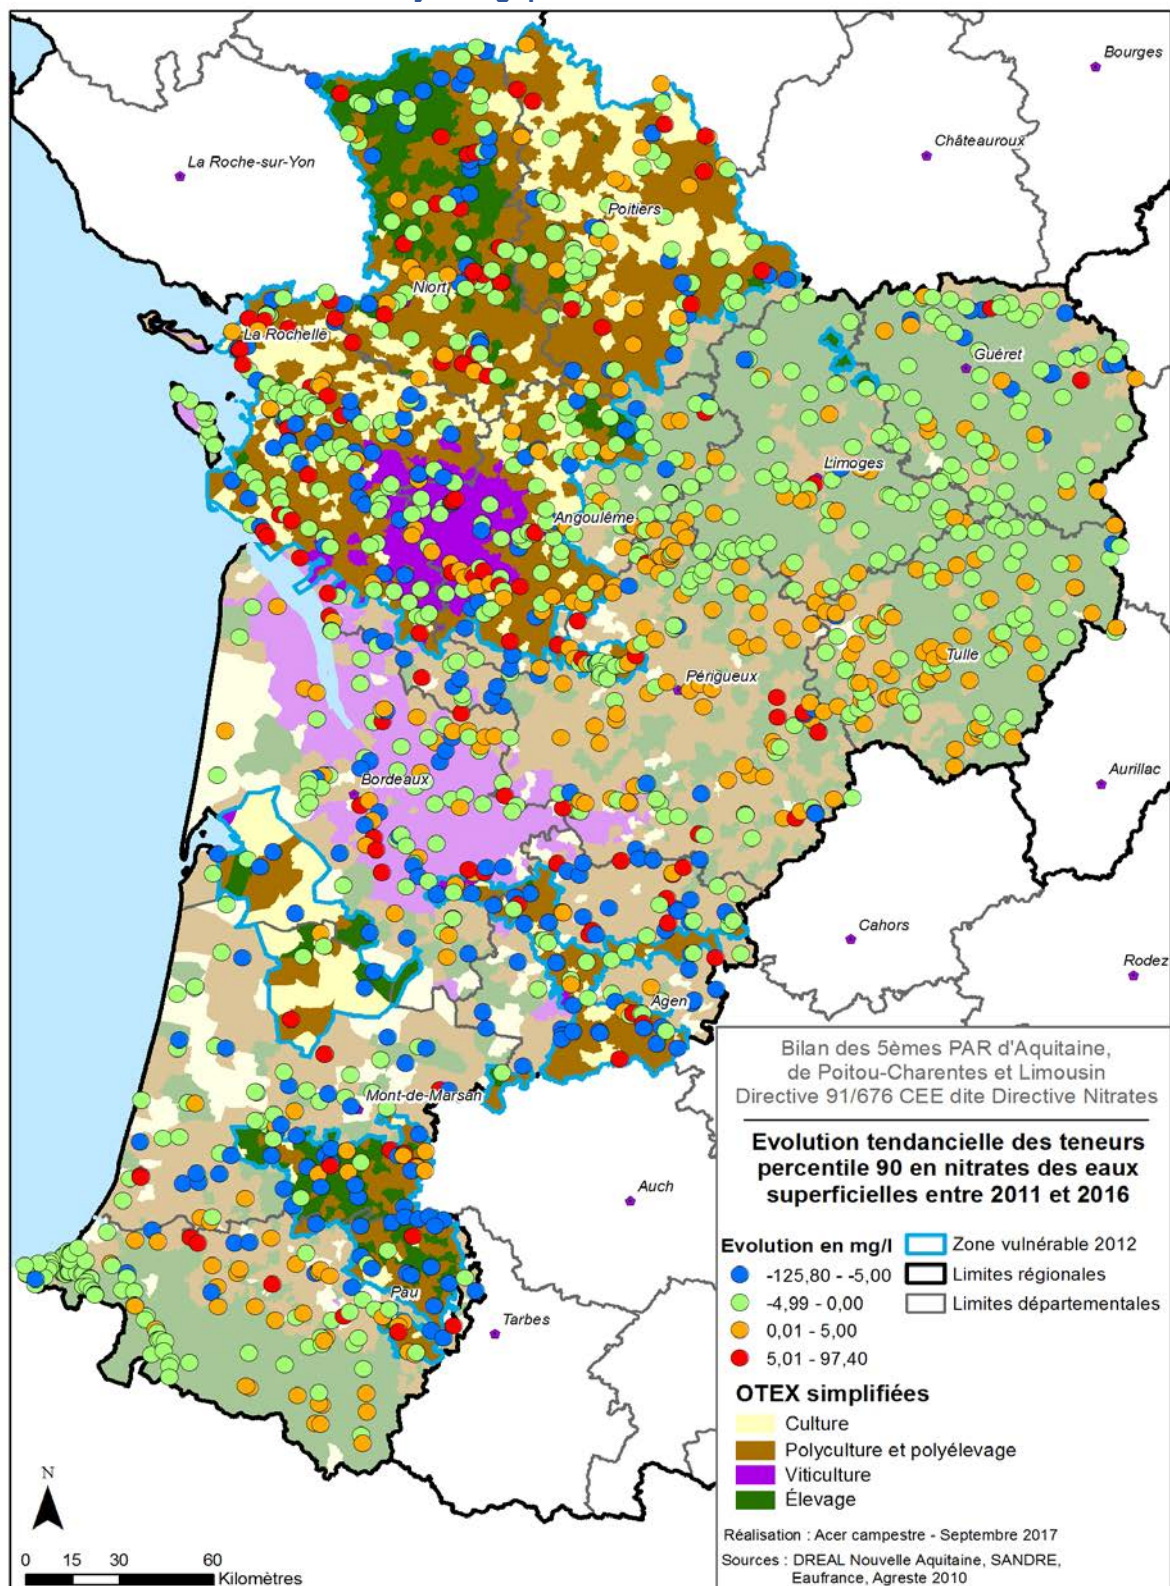 Bourges
Châteauroux
La Roche-sur-Yon
Poitiers
Niort
La Rochelle
Guéret
Limoges
Angoulême
Tulle
Périgueux
Aurillac
Bordeaux
Cahors
Rodez
Agen
Mont-de-Marsan
Auch
Pau
Tarbes
Bilan des 5èmes PAR d'Aquitaine,
de Poitou-Charentes et Limousin
Directive 91/676 CEE dite Directive Nitrates
Evolution tendancielle des teneurs
percentile 90 en nitrates des eaux
superficielles entre 2011 et 2016
Evolution en mg/l
-125,80 - -5,00
-4,99 - 0,00
0,01 - 5,00
5,01 - 97,40
Zone vulnérable 2012
Limites régionales
Limites départementales
OTEX simplifiées
Culture
Polyculture et polyélevage
Viticulture
Élevage
Réalisation : Acer campestre - Septembre 2017
Sources : DREAL Nouvelle Aquitaine, SANDRE,
Eaufrance, Agreste 2010
N
0 15 30 60
Kilomètres